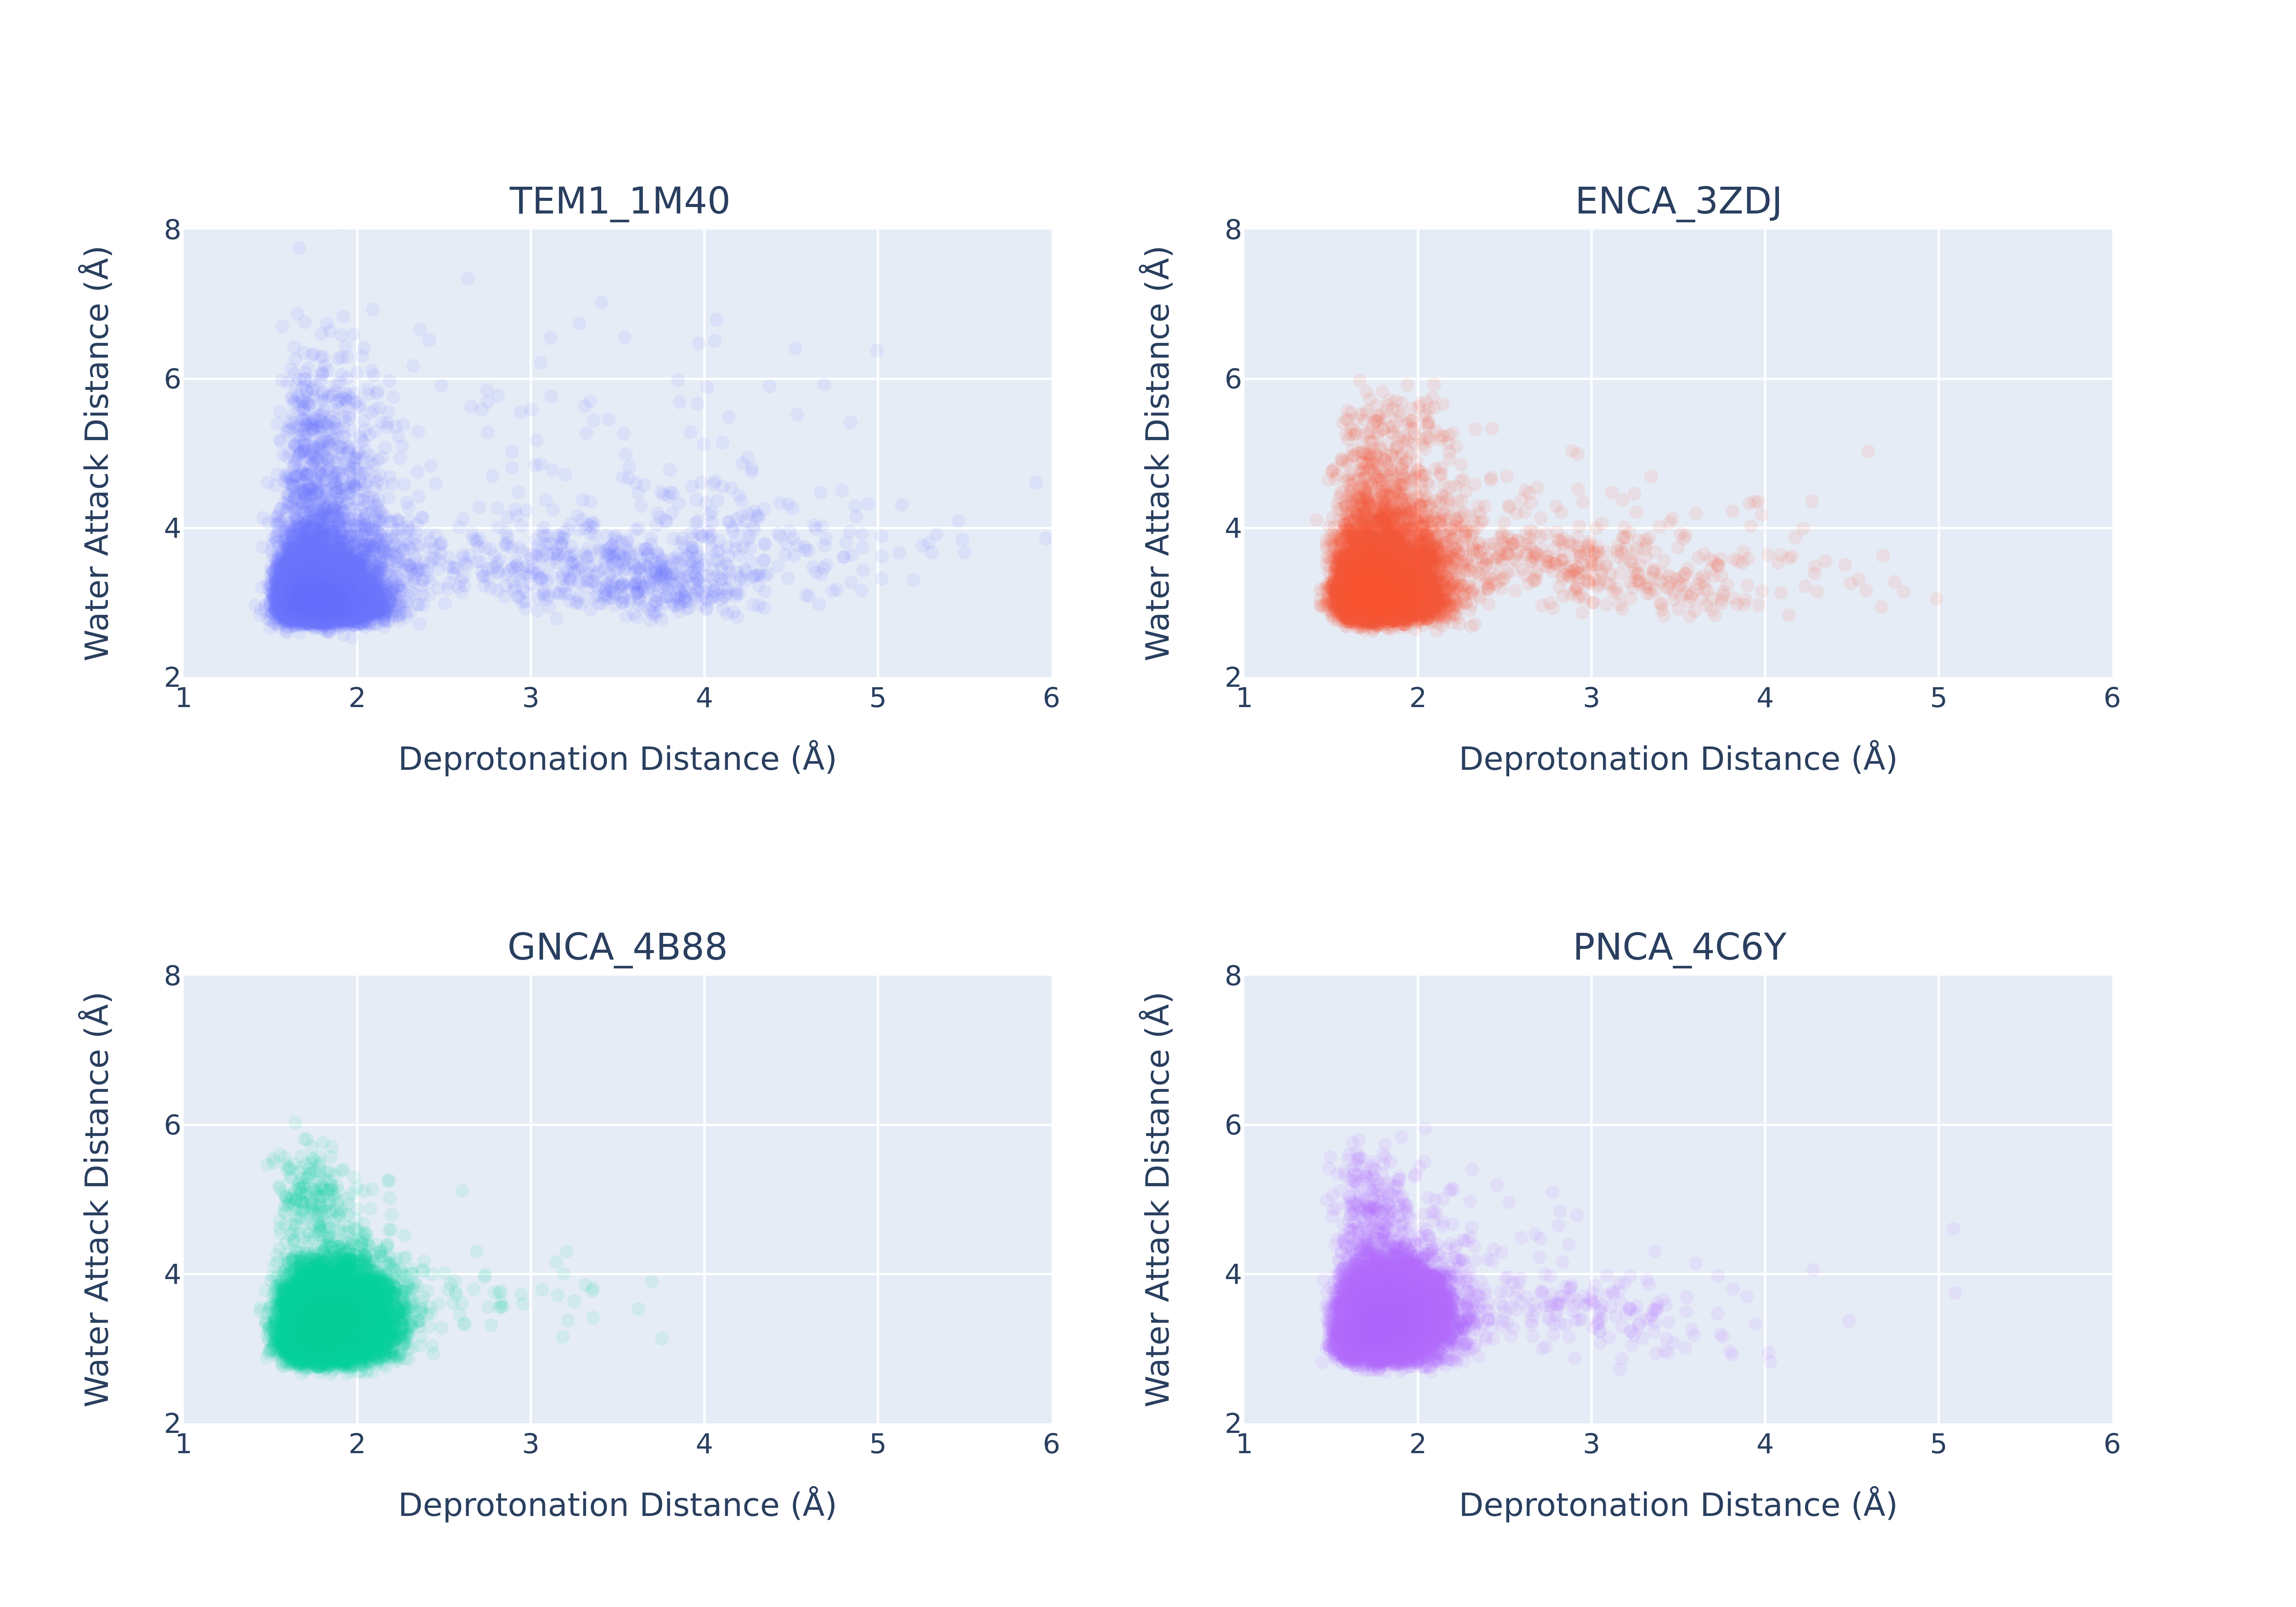 TEM1_1M40
ENCA_3ZDJ
8
6
4
2
Water Attack Distance (Å)
1 2 3 4 5 6
Deprotonation Distance (Å)
8
6
4
2
Water Attack Distance (Å)
1 2 3 4 5 6
Deprotonation Distance (Å)
GNCA_4B88
PNCA_4C6Y
8
6
4
2
Water Attack Distance (Å)
1 2 3 4 5 6
Deprotonation Distance (Å)
8
6
4
2
Water Attack Distance (Å)
1 2 3 4 5 6
Deprotonation Distance (Å)